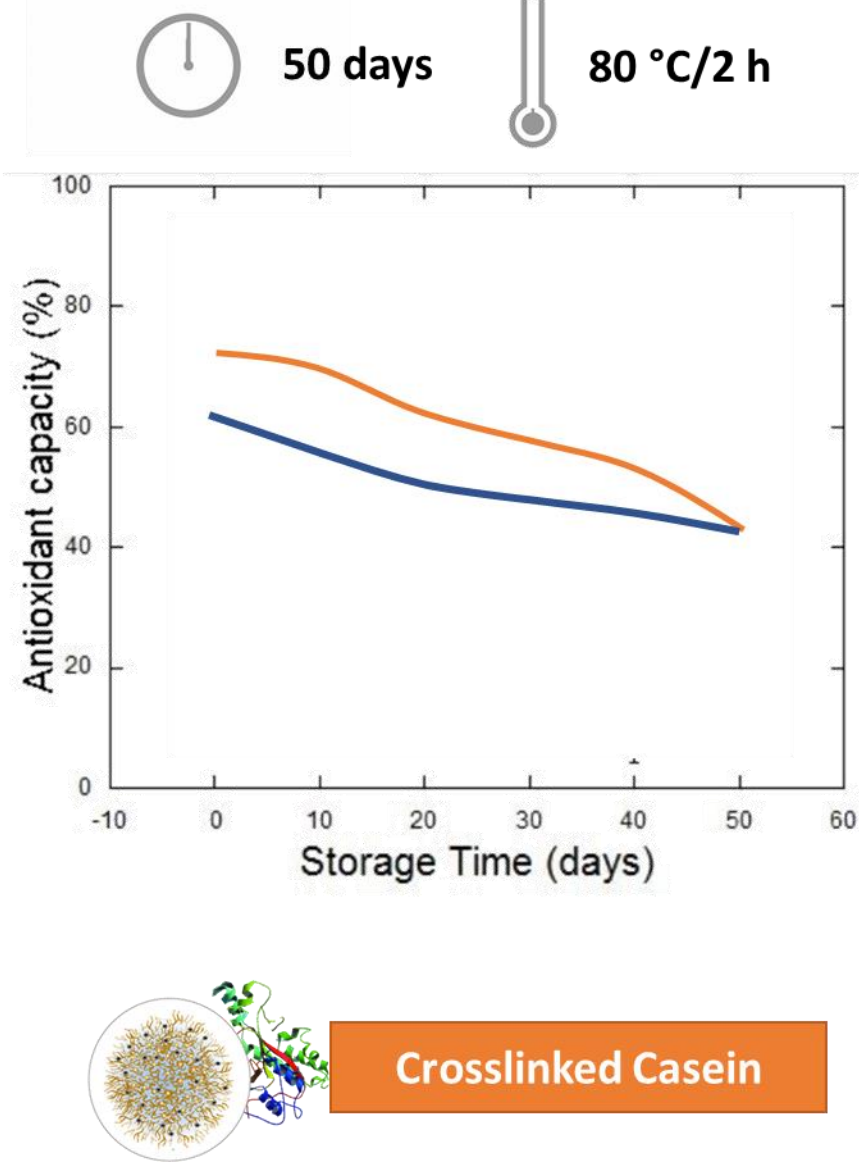 50 days
80 °C/2 h
100
80
60
40
20
0
Antioxidant capacity (%)
-10 0 10 20 30 40 50 60
Storage Time (days)
Crosslinked Casein